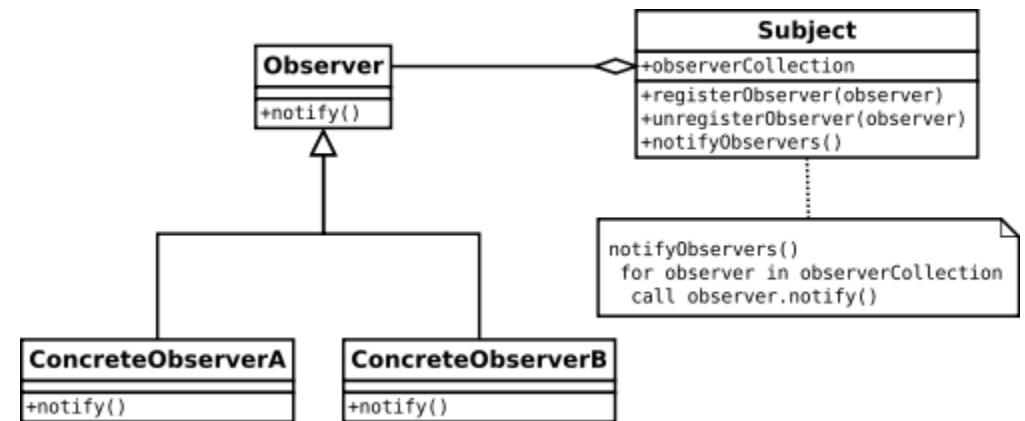 Observer
+notify()
Subject
+observerCollection
+registerObserver(observer)
+unregisterObserver(observer)
+notifyObservers()
notifyObservers()
for observer in observerCollection
call observer.notify()
ConcreteObserverA
+notify()
ConcreteObserverB
+notify()